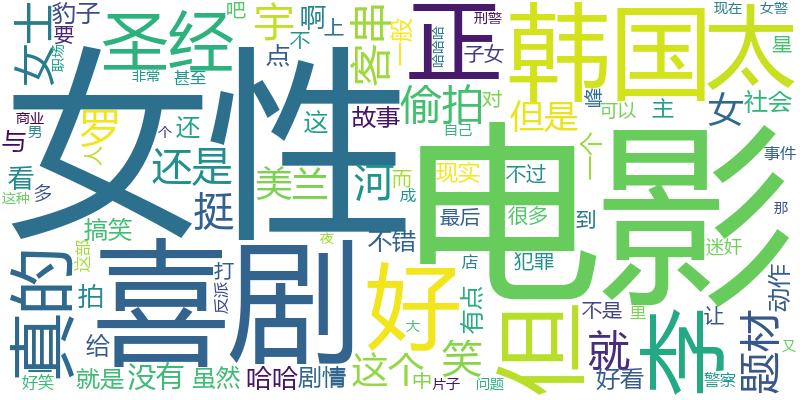 豹子
要
女士
圣经
吧
宇
啊
上
点
不
客串
一般
正
哈哈哈
刑警
子女
韩国
太
现在
女警
星
职场
非常
甚至
商业
男
与
罗
个
还
这
故事
偷拍
对
但是
峰
可以
主
女
社会
女性
电影
看
多
人
这种
还是
挺
美兰
河
而
成
现实
自己
不过
个
一
到
事件
那
最后
很多
迷奸
真的
搞笑
这部
喜剧
拍
打
反派
夜
不错
好
店
犯罪
有点
但
不是
里
让
动作
题材
李
给
就
大
笑
好笑
就是
没有
虽然
哈哈
剧情
这个
中
片子
问题
好看
警察
又